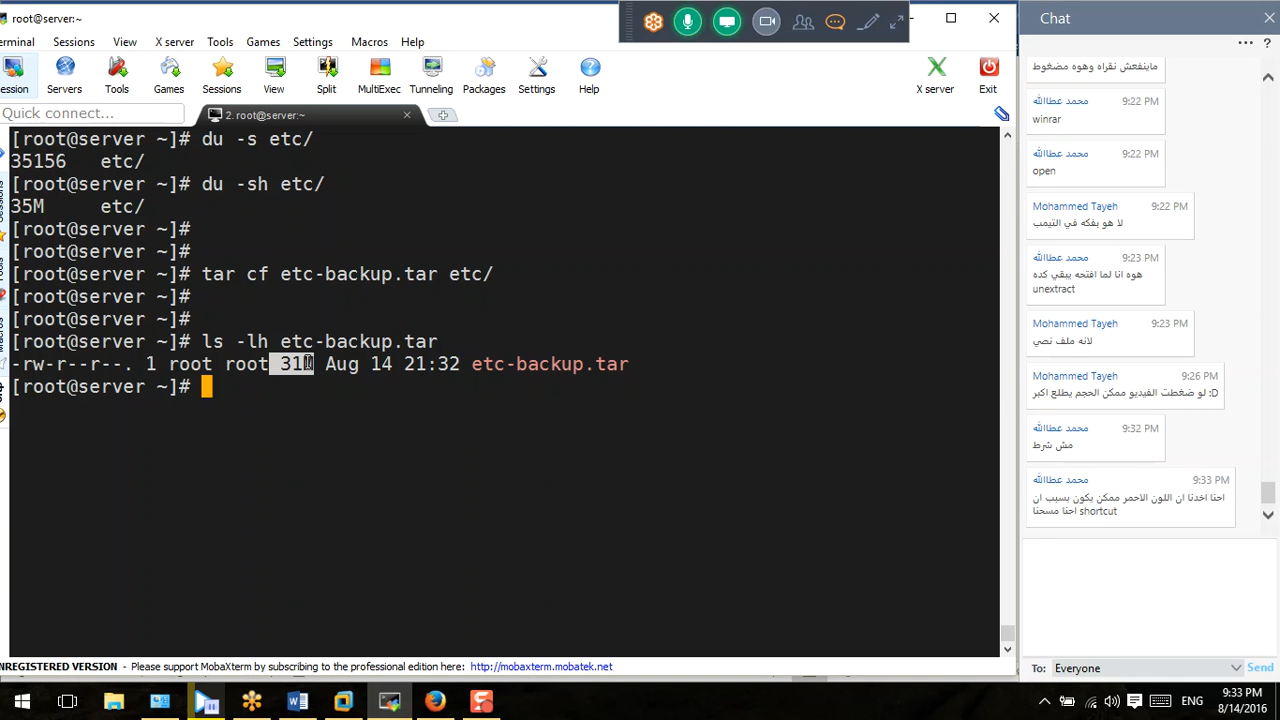 root@server:~
erminal Sessions View X server Tools Games Settings Macros Help
ession Servers Tools Games Sessions View Split MultiExec Tunneling Packages Settings Help X server Exit
Quick connect...
2. root@server:~
[root@server ~]# du -s etc/
35156 etc/
[root@server ~]# du -sh etc/
35M etc/
[root@server ~]#
[root@server ~]#
[root@server ~]# tar cf etc-backup.tar etc/
[root@server ~]#
[root@server ~]#
[root@server ~]# ls -lh etc-backup.tar
-rw-r--r--. 1 root root 31M Aug 14 21:32 etc-backup.tar
[root@server ~]#
Sessions
Tools
Macros
Sftp
NREGISTERED VERSION - Please support MobaXterm by subscribing to the professional edition here: http://mobaxterm.mobatek.net
Chat
ماينفعش نقراه وهوه مضغوط
محمد عطاالله 9:22 PM
winrar
محمد عطاالله 9:22 PM
open
Mohammed Tayeh 9:22 PM
لا هو بفكه في التيمب
محمد عطاالله 9:23 PM
هوه انا لما افتحه يبقي كده
unextract
Mohammed Tayeh 9:23 PM
لانه ملف نصي
Mohammed Tayeh 9:26 PM
لو ضغطت الفيديو ممكن الحجم يطلع اكبر :D
محمد عطاالله 9:32 PM
مش شرط
محمد عطاالله 9:33 PM
احنا اخدنا ان اللون الاحمر ممكن يكون بسبب ان
احنا مسحنا shortcut
To: Everyone Send
ENG
9:33 PM
8/14/2016